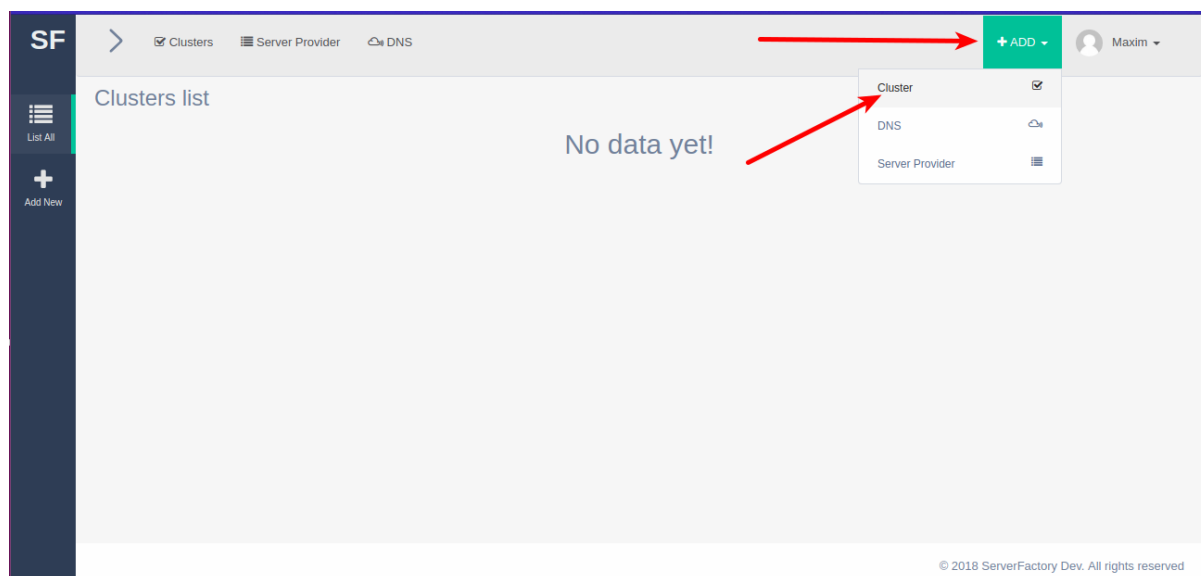 SF
Clusters Server Provider DNS
+ ADD
Maxim
List All
Add New
Clusters list
No data yet!
Cluster
DNS
Server Provider
© 2018 ServerFactory Dev. All rights reserved